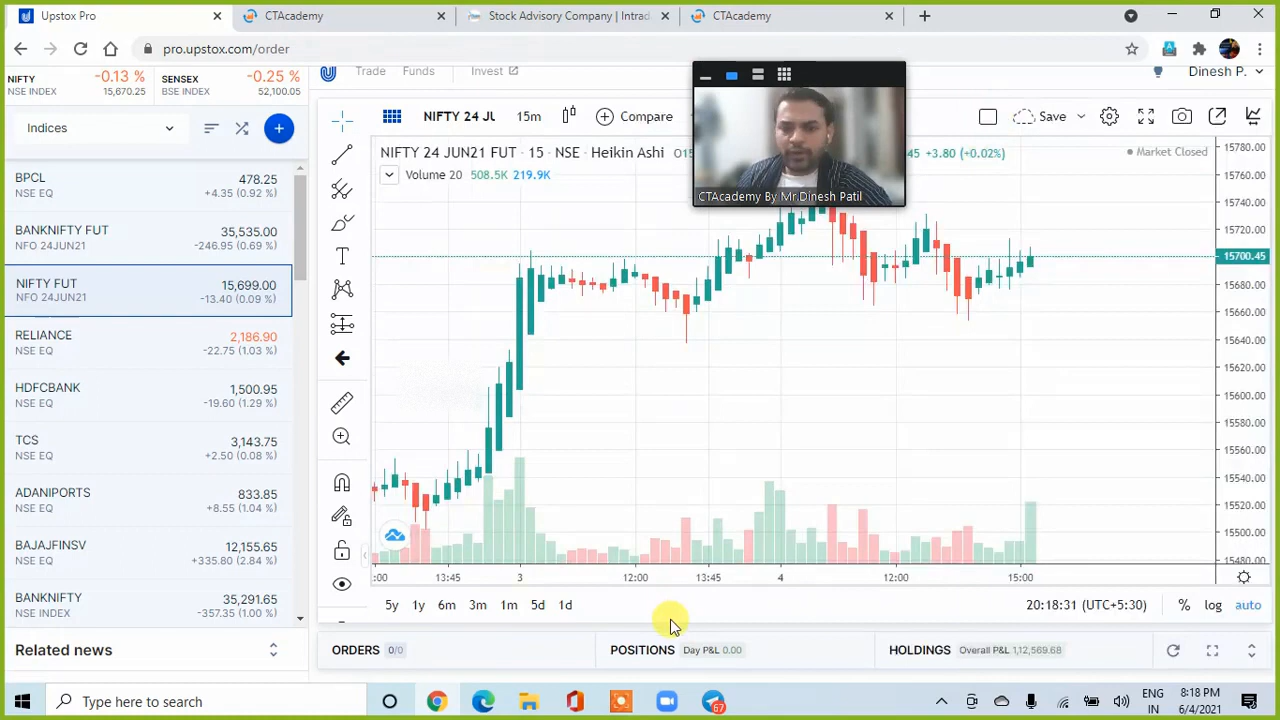 Upstox Pro
CTAcademy
Stock Advisory Company | Intrad
CTAcademy
pro.upstox.com/order
NIFTY
NSE INDEX
-0.13 %
15,670.25
SENSEX
BSE INDEX
-0.25 %
52,100.05
Trade
Funds
Invest
Dinesh P.
Indices
BPCL
NSE EQ
478.25
+4.35 (0.92 %)
BANKNIFTY FUT
NFO 24JUN21
35,535.00
-246.95 (0.69 %)
NIFTY FUT
NFO 24JUN21
15,699.00
-13.40 (0.09 %)
RELIANCE
NSE EQ
2,186.90
-22.75 (1.03 %)
HDFCBANK
NSE EQ
1,500.95
-19.60 (1.29 %)
TCS
NSE EQ
3,143.75
+2.50 (0.08 %)
ADANIPORTS
NSE EQ
833.85
+8.55 (1.04 %)
BAJAJFINSV
NSE EQ
12,155.65
+335.80 (2.84 %)
BANKNIFTY
NSE INDEX
35,291.65
-357.35 (1.00 %)
Related news
NIFTY 24 JU
15m
Compare
Save
NIFTY 24 JUN21 FUT · 15 · NSE · Heikin Ashi
O15
45 +3.80 (+0.02%)
Market Closed
Volume 20 508.5K 219.9K
CTAcademy By Mr.Dinesh Patil
15780.00
15760.00
15740.00
15720.00
15700.45
15680.00
15660.00
15640.00
15620.00
15600.00
15580.00
15560.00
15540.00
15520.00
15500.00
15480.00
:00
13:45
3
12:00
13:45
4
12:00
15:00
5y
1y
6m
3m
1m
5d
1d
20:18:31 (UTC+5:30)
%
log
auto
ORDERS 0/0
POSITIONS Day P&L 0.00
HOLDINGS Overall P&L 1,12,569.68
Type here to search
67
ENG
IN
8:18 PM
6/4/2021